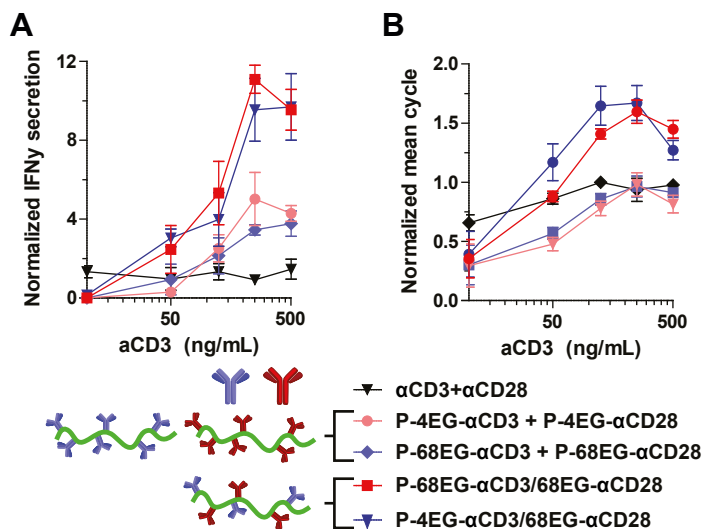 A
B
Normalized IFNγ secretion
12
8
4
0
50
500
aCD3 (ng/mL)
Normalized mean cycle
2.0
1.5
1.0
0.5
0.0
50
500
aCD3 (ng/mL)
αCD3+αCD28
P-4EG-αCD3 + P-4EG-αCD28
P-68EG-αCD3 + P-68EG-αCD28
P-68EG-αCD3/68EG-αCD28
P-4EG-αCD3/68EG-αCD28